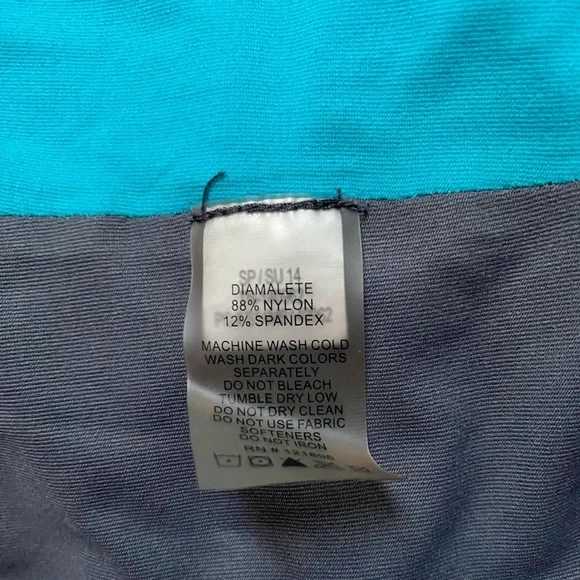 SP/SU 14
DIAMALETE
88% NYLON
12% SPANDEX
MACHINE WASH COLD
WASH DARK COLORS
SEPARATELY
DO NOT BLEACH
TUMBLE DRY LOW
DO NOT DRY CLEAN
DO NOT USE FABRIC
SOFTENERS
DO NOT IRON
RN #